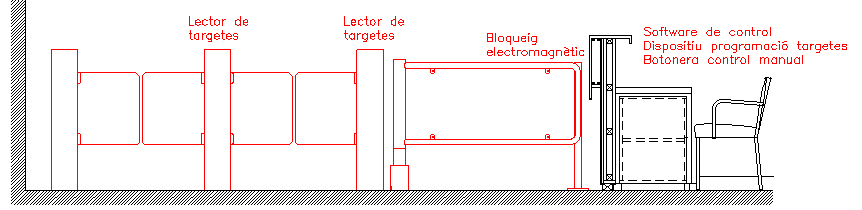 Lector de
targetes
Lector de
targetes
Bloqueig
electromagnètic
Software de control
Dispositiu programació targetes
Botonera control manual